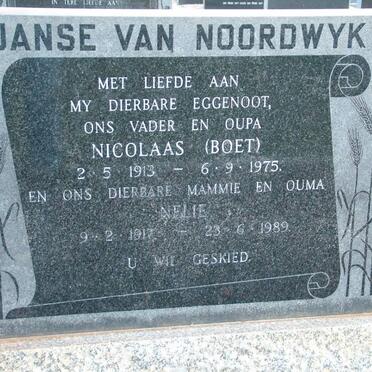 JANSE VAN NOORDWYK
MET LIEFDE AAN
MY DIERBARE EGGENOOT,
ONS VADER EN OUPA
NICOLAAS (BOET)
2·5·1913 – 6·9·1975.
EN ONS DIERBARE MAMMIE EN OUMA
NELIE
9·2·1917 – 23·6·1989
U WIL GESKIED